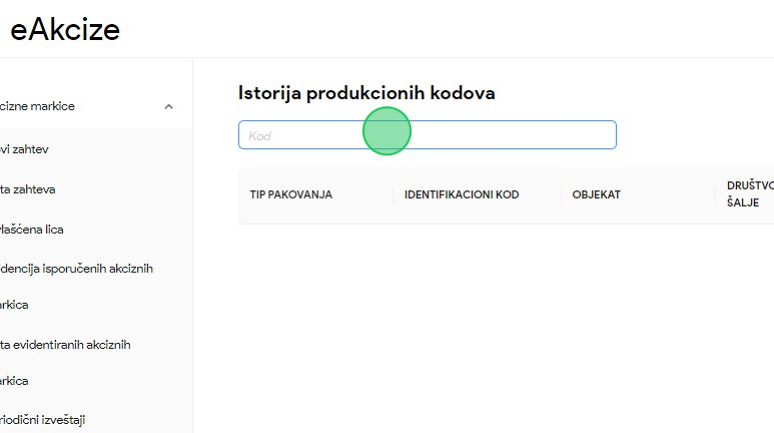 eAkcize
cizne markice
Istorija produkcionih kodova
Kod
vi zahtev
ta zahteva
lašćena lica
dencija isporučenih akciznih
arkica
ta evidentiranih akciznih
arkica
riodični izveštaji
TIP PAKOVANJA
IDENTIFIKACIONI KOD
OBJEKAT
DRUŠTVO
ŠALJE